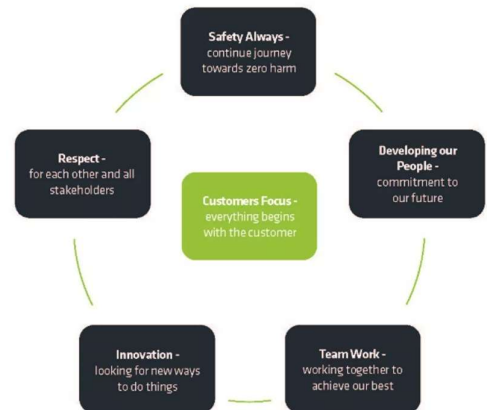 Safety Always -
continue journey
towards zero harm
Respect -
for each other and all
stakeholders
Developing our
People -
commitment to
our future
Customers Focus -
everything begins
with the customer
Innovation -
looking for new ways
to do things
Team Work -
working together to
achieve our best